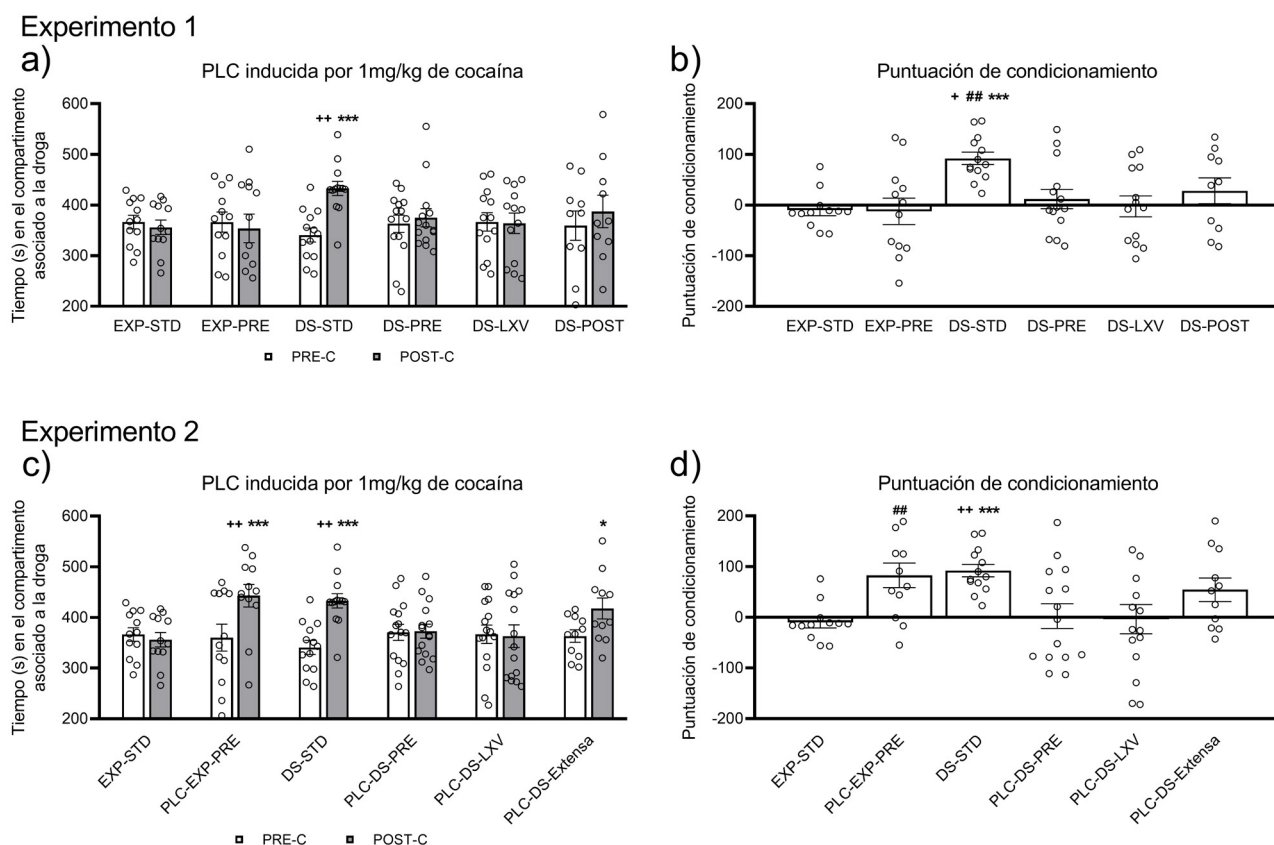 Experimento 1
a)
PLC inducida por 1mg/kg de cocaína
Tiempo (s) en el compartimento
asociado a la droga
600
500
400
300
200
++ ***
EXP-STD EXP-PRE DS-STD DS-PRE DS-LXV DS-POST
PRE-C POST-C
b)
Puntuación de condicionamiento
Puntuación de condicionamiento
200
100
0
-100
-200
+ ## ***
EXP-STD EXP-PRE DS-STD DS-PRE DS-LXV DS-POST
Experimento 2
c)
PLC inducida por 1mg/kg de cocaína
Tiempo (s) en el compartimento
asociado a la droga
600
500
400
300
200
++ *** ++ *** *
EXP-STD
PLC-EXP-PRE
DS-STD
PLC-DS-PRE
PLC-DS-LXV
PLC-DS-Extensa
PRE-C POST-C
d)
Puntuación de condicionamiento
Puntuación de condicionamiento
200
100
0
-100
-200
## ++ ***
EXP-STD
PLC-EXP-PRE
DS-STD
PLC-DS-PRE
PLC-DS-LXV
PLC-DS-Extensa